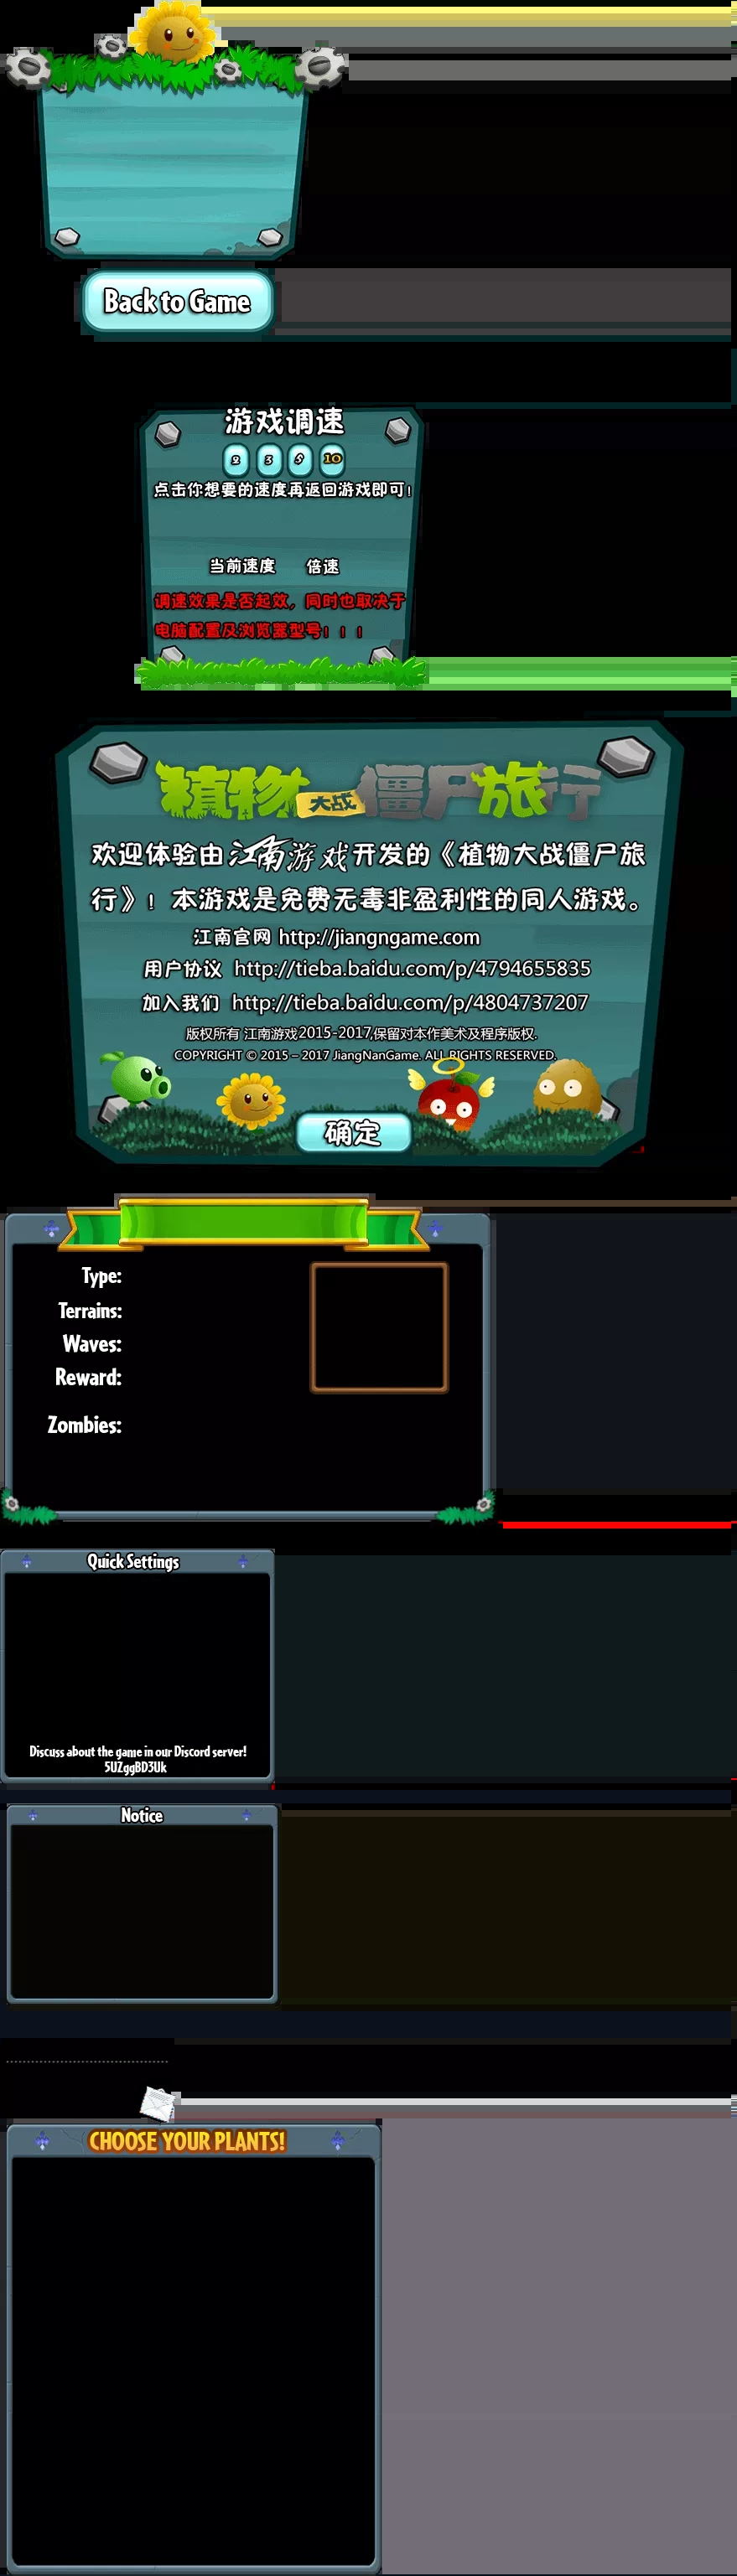 Back to Game
游戏调速
2 3 5 10
点击你想要的速度再返回游戏即可!
当前速度 倍速
调速效果是否起效，同时也取决于
电脑配置及浏览器型号！！！
植物大战僵尸旅行
欢迎体验由江南游戏开发的《植物大战僵尸旅
行》！本游戏是免费无毒非盈利性的同人游戏。
江南官网 http://jiangngame.com
用户协议 http://tieba.baidu.com/p/4794655835
加入我们 http://tieba.baidu.com/p/4804737207
版权所有 江南游戏2015-2017,保留对本作美术及程序版权.
COPYRIGHT © 2015 – 2017 JiangNanGame. ALL RIGHTS RESERVED.
确定
Type:
Terrains:
Waves:
Reward:
Zombies:
Quick Settings
Discuss about the game in our Discord server!
5UZggBD3Uk
Notice
CHOOSE YOUR PLANTS!